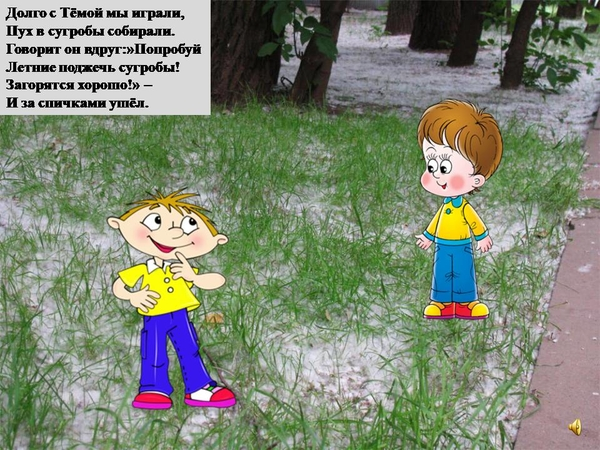 Долго с Тёмой мы играли,
Пух в сугробы собирали.
Говорит он вдруг:»Попробуй
Летние поджечь сугробы!
Загорятся хорошо!» –
И за спичками ушёл.